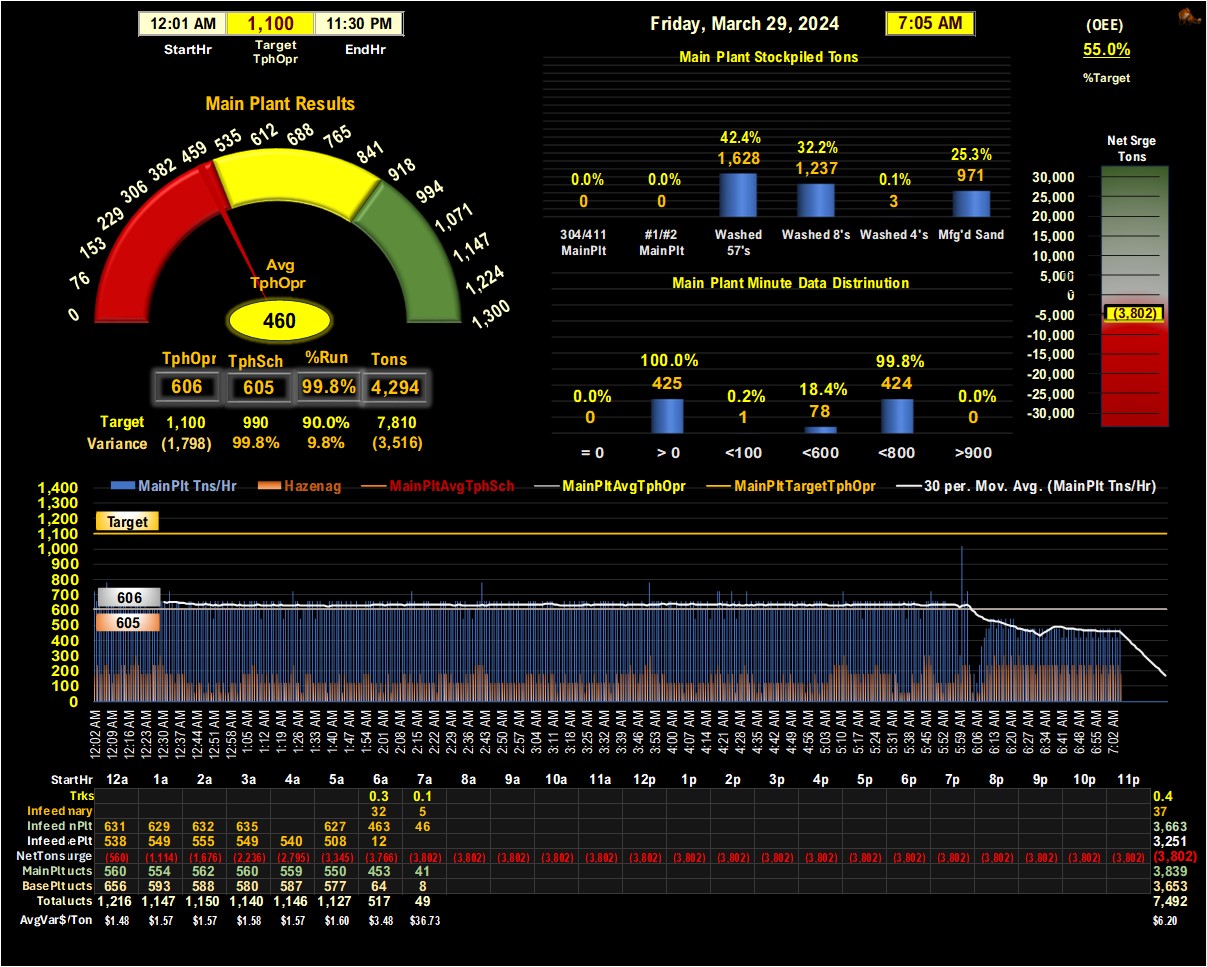 12:01 AM 1,100 11:30 PM
StartHr Target TphOpr EndHr
Friday, March 29, 2024 7:05 AM
(OEE)
55.0%
%Target
Main Plant Results
0 76 153 229 306 382 459 535 612 688 765 841 918 994 1,071 1,147 1,224 1,300
Avg
TphOpr
460
TphOpr TphSch %Run Tons
606 605 99.8% 4,294
Target 1,100 990 90.0% 7,810
Variance (1,798) 99.8% 9.8% (3,516)
Main Plant Stockpiled Tons
0.0% 0.0% 42.4% 32.2% 0.1% 25.3%
0 0 1,628 1,237 3 971
304/411 MainPlt #1/#2 MainPlt Washed 57's Washed 8's Washed 4's Mfg'd Sand
Main Plant Minute Data Distrinution
0.0% 100.0% 0.2% 18.4% 99.8% 0.0%
0 425 1 78 424 0
= 0 > 0 <100 <600 <800 >900
Net Srge
Tons
30,000
25,000
20,000
15,000
10,000
5,000
0
-5,000
(3,802)
-10,000
-15,000
-20,000
-25,000
-30,000
MainPlt Tns/Hr Hazenag MainPltAvgTphSch MainPltAvgTphOpr MainPltTargetTphOpr 30 per. Mov. Avg. (MainPlt Tns/Hr)
1,400
1,300
1,200
Target
1,100
1,000
900
800
700
606
600
605
500
400
300
200
100
0
12:02 AM 12:09 AM 12:16 AM 12:23 AM 12:30 AM 12:37 AM 12:44 AM 12:51 AM 12:58 AM 1:05 AM 1:12 AM 1:19 AM 1:26 AM 1:33 AM 1:40 AM 1:47 AM 1:54 AM 2:01 AM 2:08 AM 2:15 AM 2:22 AM 2:29 AM 2:36 AM 2:43 AM 2:50 AM 2:57 AM 3:04 AM 3:11 AM 3:18 AM 3:25 AM 3:32 AM 3:39 AM 3:46 AM 3:53 AM 4:00 AM 4:07 AM 4:14 AM 4:21 AM 4:28 AM 4:35 AM 4:42 AM 4:49 AM 4:56 AM 5:03 AM 5:10 AM 5:17 AM 5:24 AM 5:31 AM 5:38 AM 5:45 AM 5:52 AM 5:59 AM 6:06 AM 6:13 AM 6:20 AM 6:27 AM 6:34 AM 6:41 AM 6:48 AM 6:55 AM 7:02 AM
StartHr 12a 1a 2a 3a 4a 5a 6a 7a 8a 9a 10a 11a 12p 1p 2p 3p 4p 5p 6p 7p 8p 9p 10p 11p
Trks 0.3 0.1 0.4
Infeed nary 32 5 37
Infeed nPlt 631 629 632 635 627 463 46 3,663
Infeed ePlt 538 549 555 549 540 508 12 3,251
NetTons urge (560) (1,114) (1,676) (2,236) (2,795) (3,345) (3,766) (3,802) (3,802) (3,802) (3,802) (3,802) (3,802) (3,802) (3,802) (3,802) (3,802) (3,802) (3,802) (3,802) (3,802) (3,802) (3,802) (3,802) (3,802)
MainPlt ucts 560 554 562 560 559 550 453 41 3,839
BasePlt ucts 656 593 588 580 587 577 64 8 3,653
Total ucts 1,216 1,147 1,150 1,140 1,146 1,127 517 49 7,492
AvgVar$/Ton $1.48 $1.57 $1.57 $1.58 $1.57 $1.60 $3.48 $36.73 $6.20